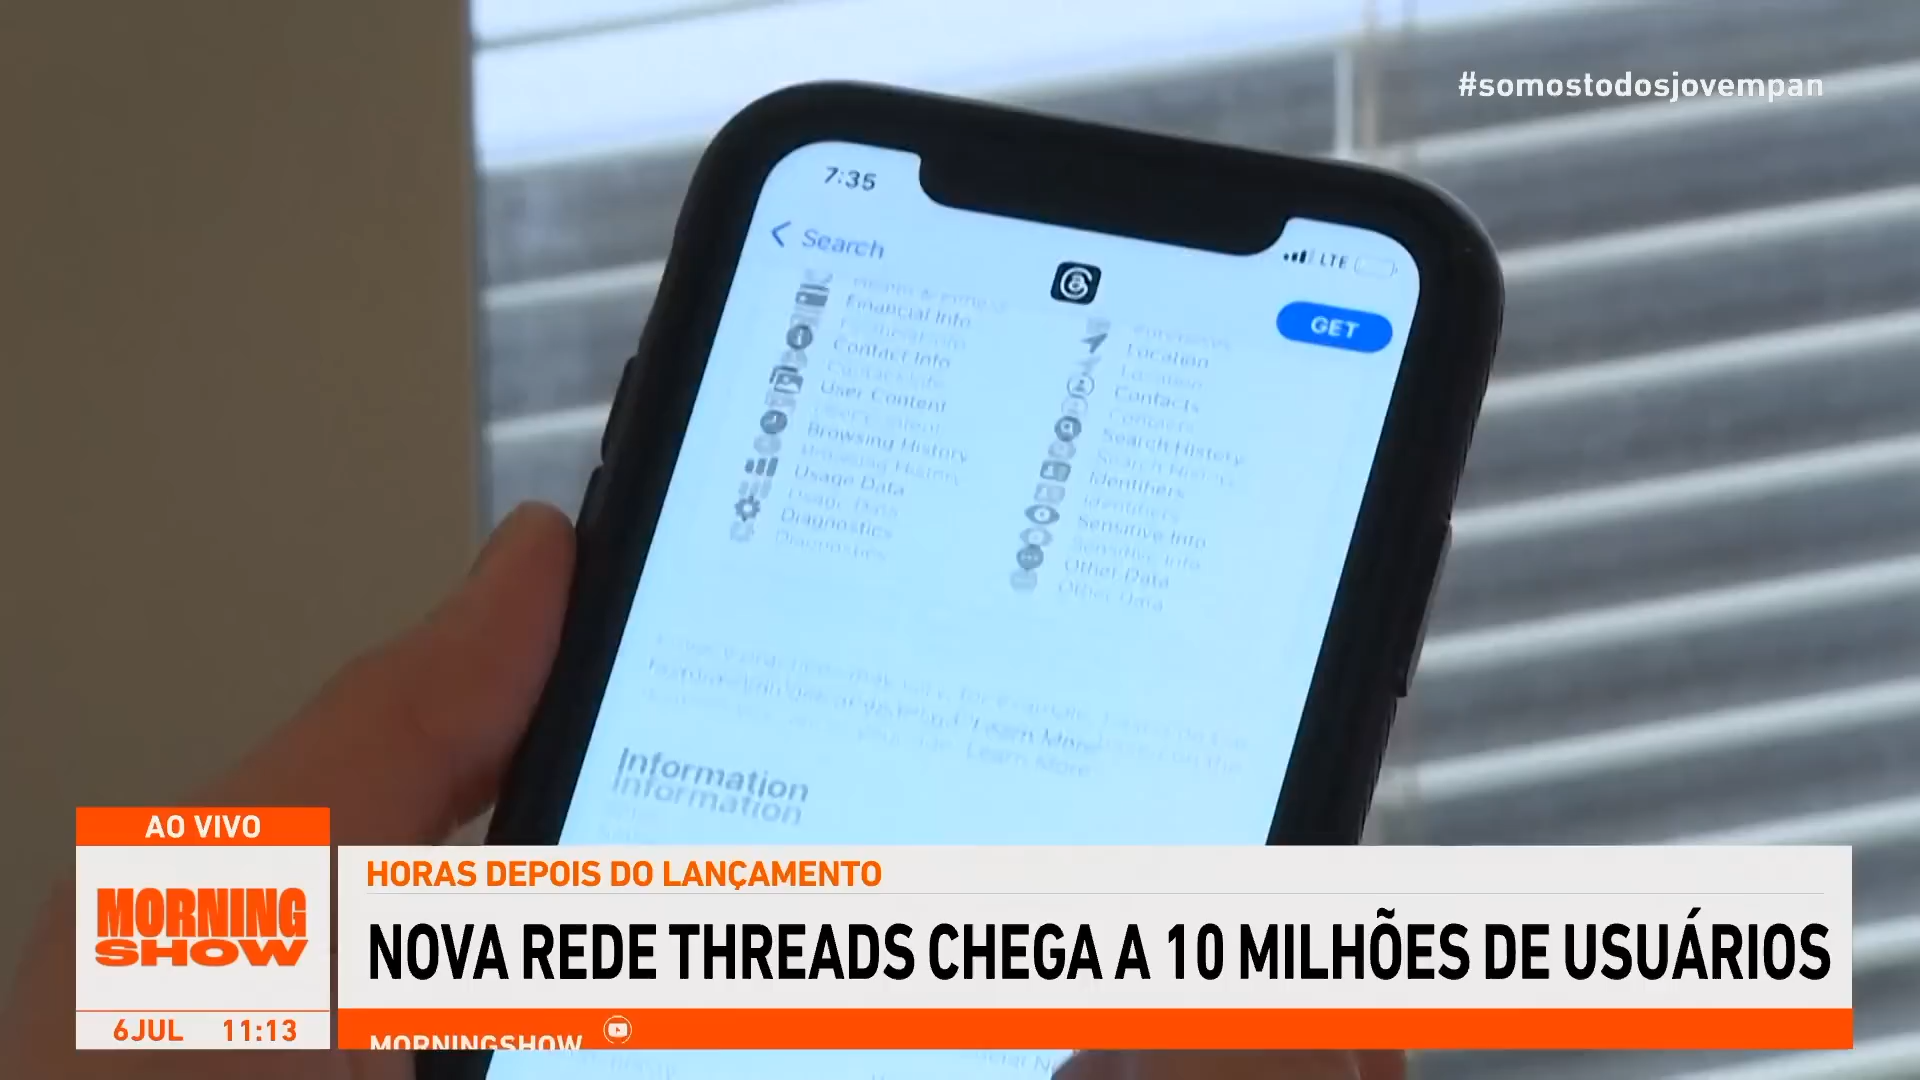 #somostodosjovempan
7:35
LTE
Search
GET
Financial Info
Location
Contact Info
Contacts
User Content
Search History
Browsing History
Identifiers
Usage Data
Sensitive Info
Diagnostics
Other Data
Learn More
Information
AO VIVO
MORNING
SHOW
6JUL 11:13
HORAS DEPOIS DO LANÇAMENTO
NOVA REDE THREADS CHEGA A 10 MILHÕES DE USUÁRIOS
MORNINGSHOW